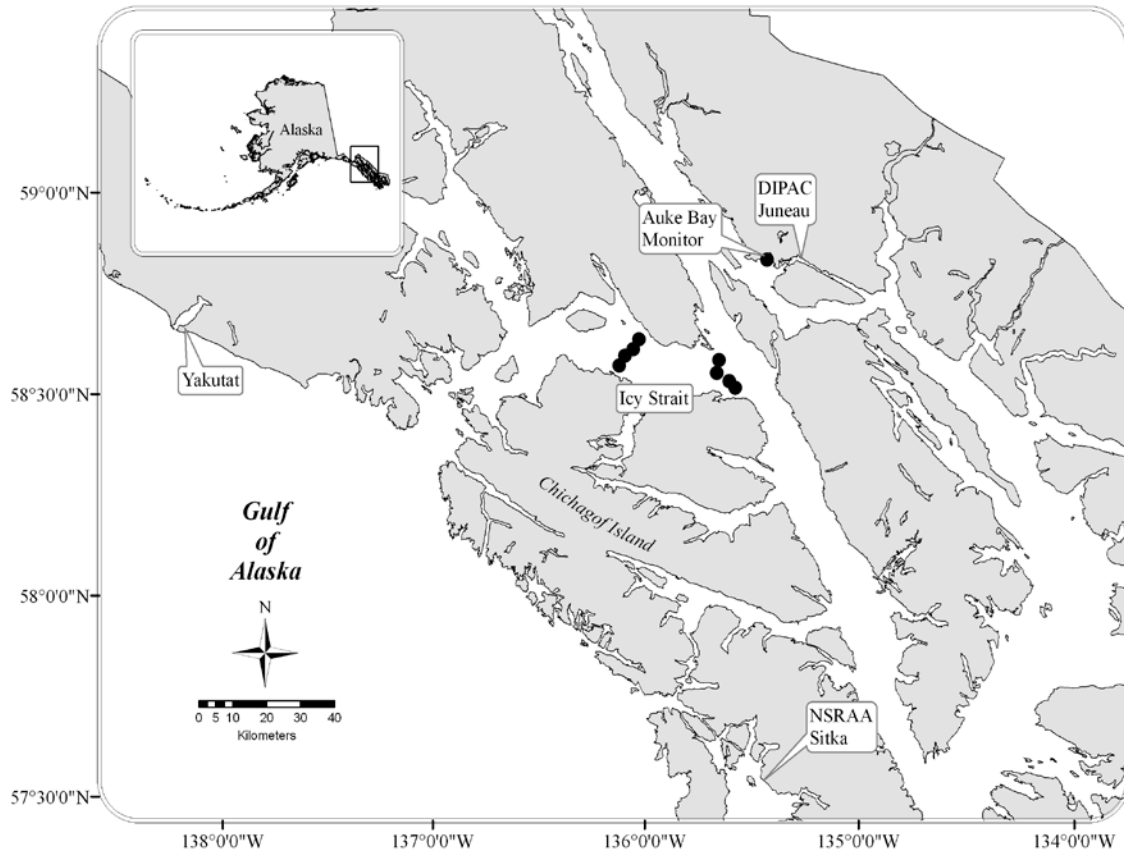 Alaska
59°0'0"N
58°30'0"N
58°0'0"N
57°30'0"N
DIPAC
Juneau
Auke Bay
Monitor
Yakutat
Icy Strait
Chichagof Island
Gulf
of
Alaska
N
0 5 10 20 30 40
Kilometers
NSRAA
Sitka
138°0'0"W
137°0'0"W
136°0'0"W
135°0'0"W
134°0'0"W